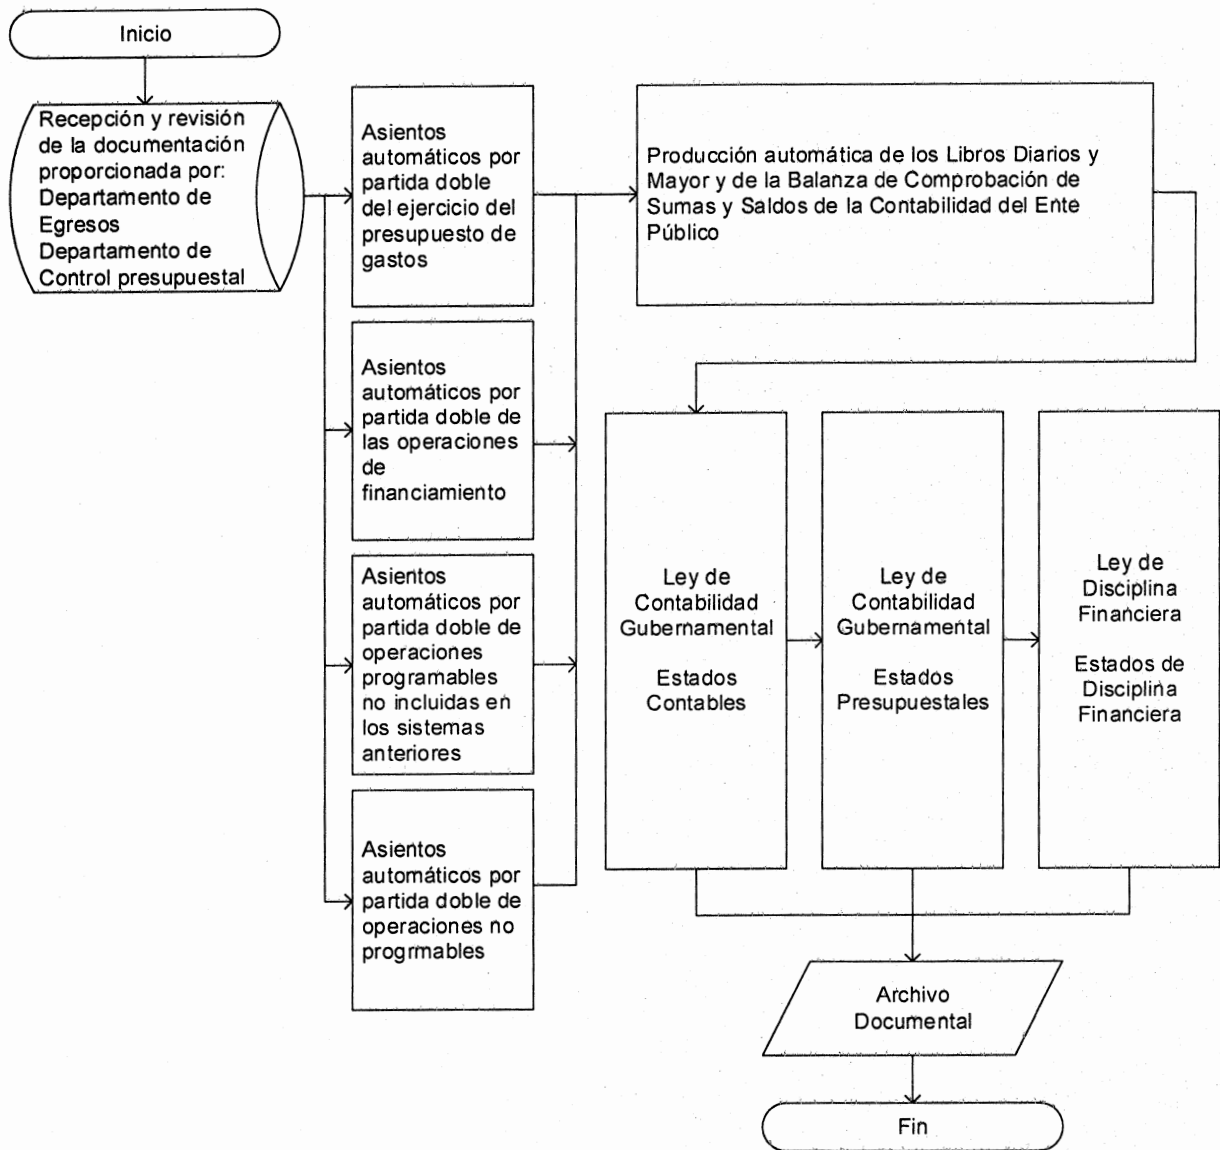 Inicio
Recepción y revisión
de la documentación
proporcionada por:
Departamento de
Egresos
Departamento de
Control presupuestal
Asientos
automáticos por
partida doble
del ejercicio del
presupuesto de
gastos
Asientos
automáticos por
partida doble de
las operaciones
de
financiamiento
Asientos
automáticos por
partida doble de
operaciones
programables
no incluidas en
los sistemas
anteriores
Asientos
automáticos por
partida doble de
operaciones no
progrmables
Producción automática de los Libros Diarios y
Mayor y de la Balanza de Comprobación de
Sumas y Saldos de la Contabilidad del Ente
Público
Ley de
Contabilidad
Gubernamental
Estados
Contables
Ley de
Contabilidad
Gubernamental
Estados
Presupuestales
Ley de
Disciplina
Financiera
Estados de
Disciplina
Financiera
Archivo
Documental
Fin